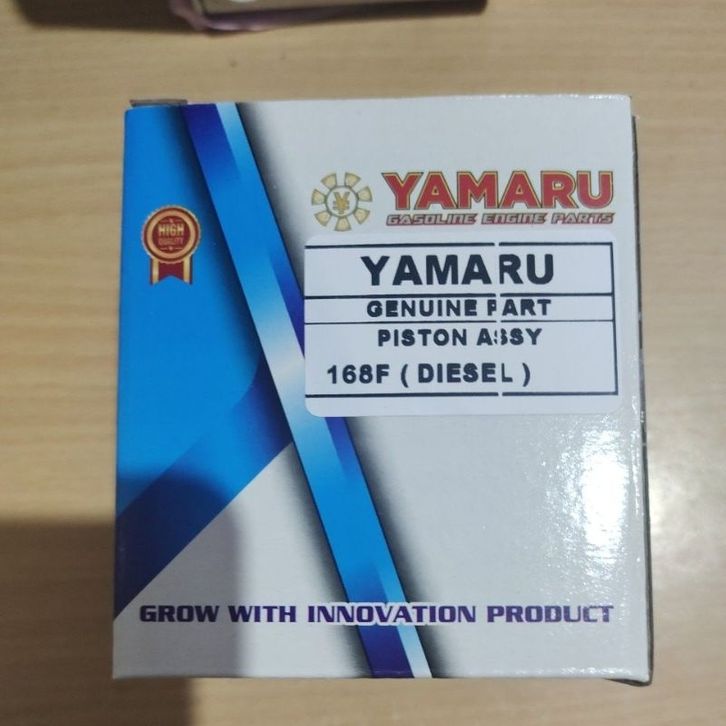 HIGH
QUALITY
YAMARU
GASOLINE ENGINE PARTS
YAMARU
GENUINE PART
PISTON ASSY
168F ( DIESEL )
GROW WITH INNOVATION PRODUCT